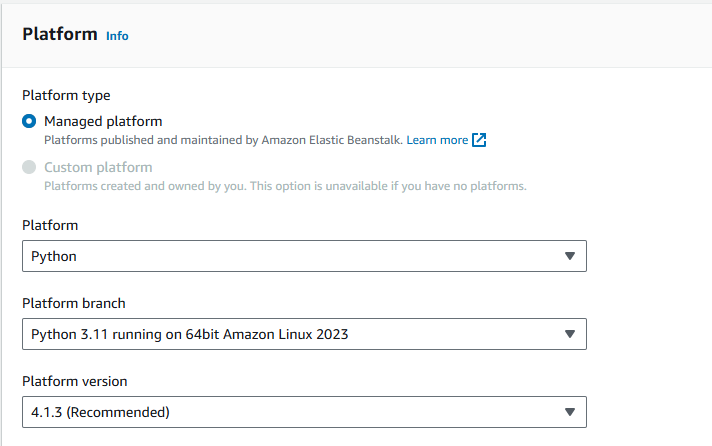 Platform Info
Platform type
Managed platform
Platforms published and maintained by Amazon Elastic Beanstalk. Learn more
Custom platform
Platforms created and owned by you. This option is unavailable if you have no platforms.
Platform
Python
Platform branch
Python 3.11 running on 64bit Amazon Linux 2023
Platform version
4.1.3 (Recommended)